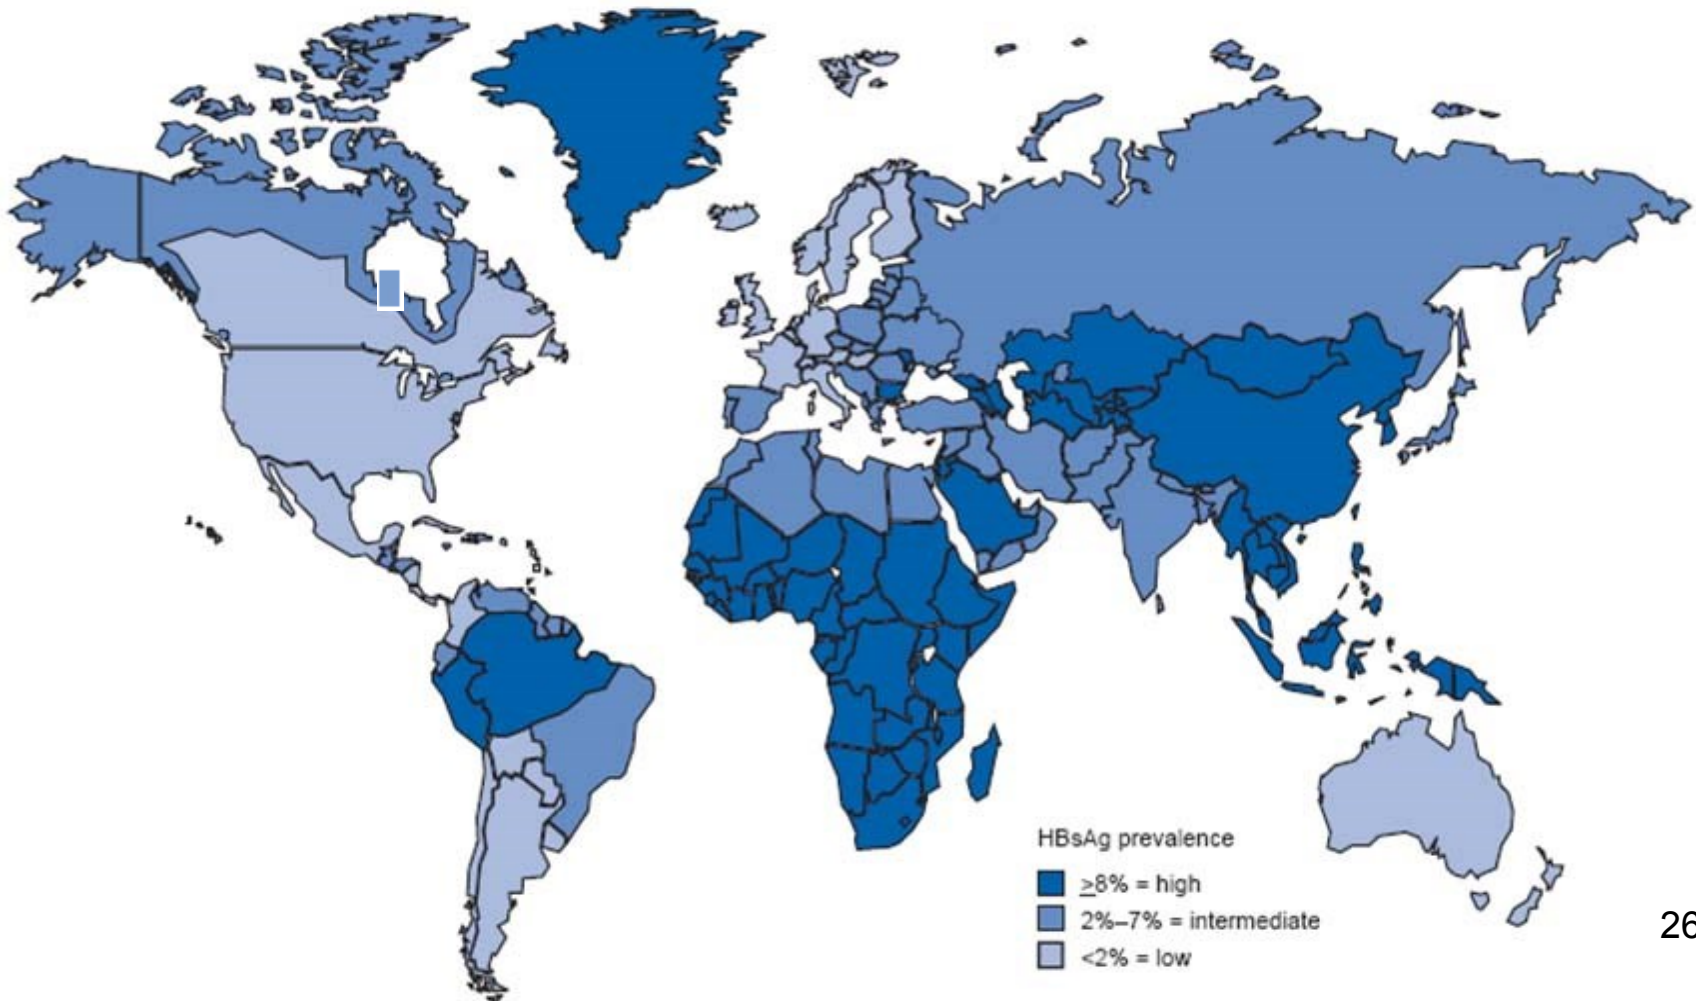 HBsAg prevalence
≥8% = high
2%–7% = intermediate
<2% = low
26